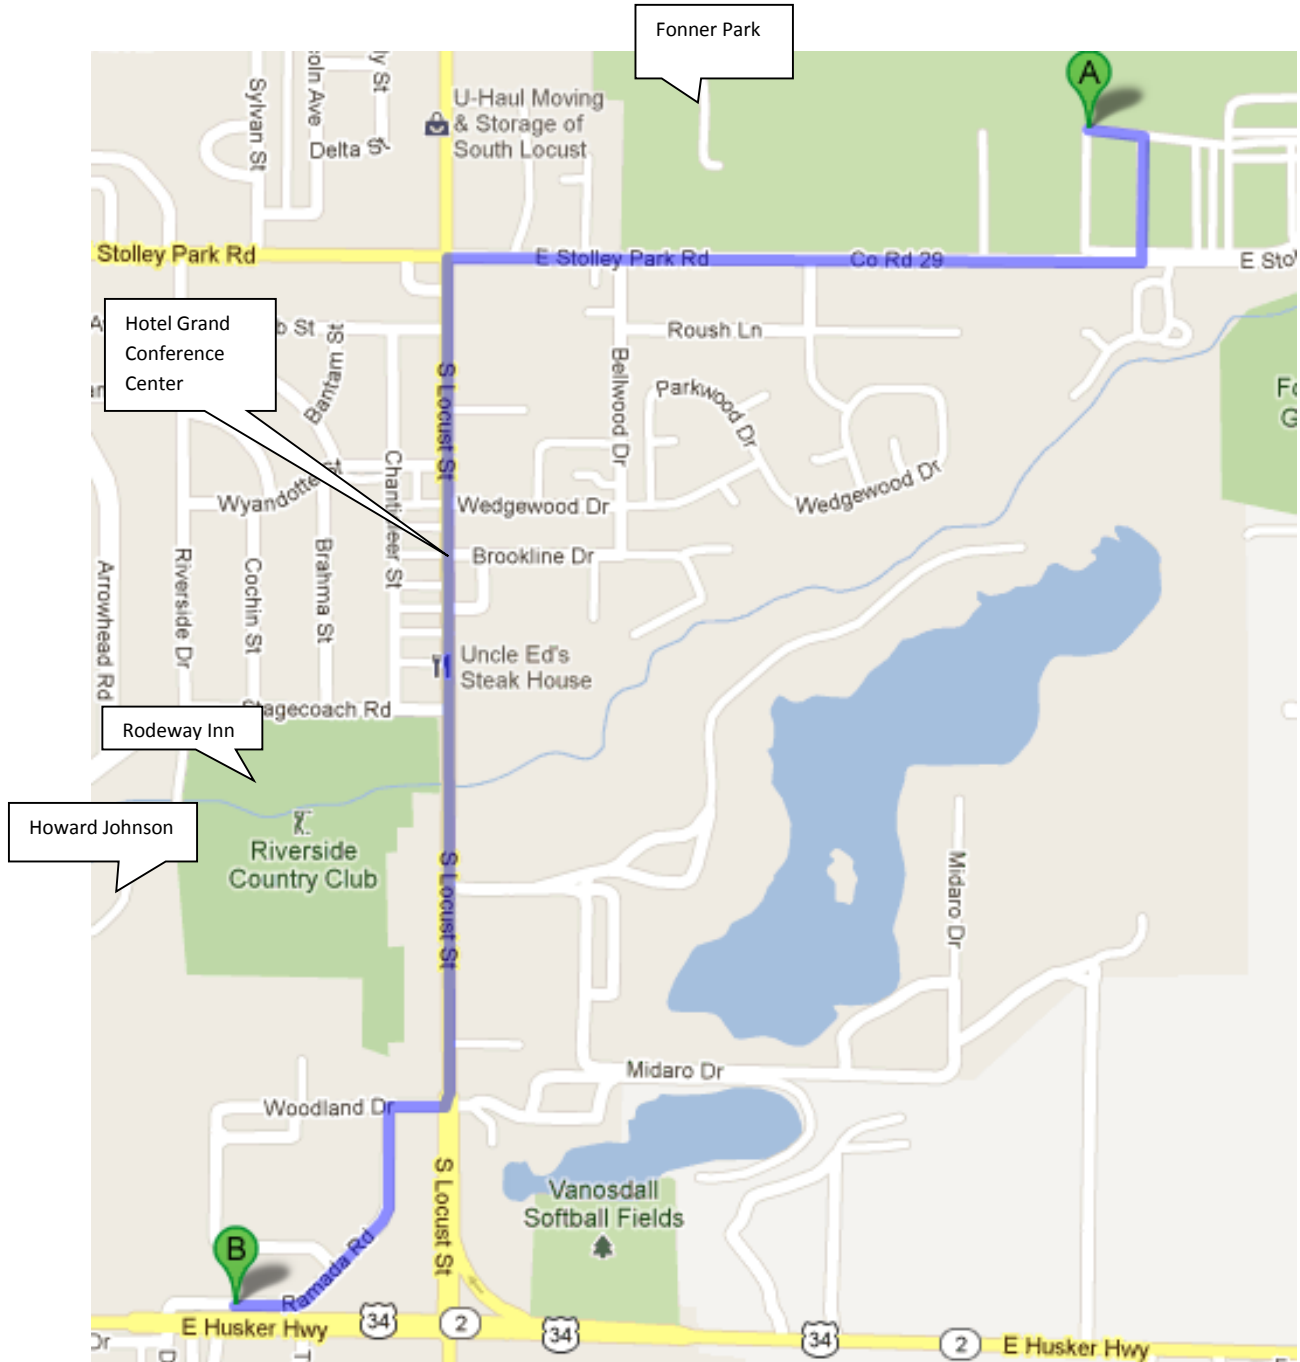 Fonner Park
A
U-Haul Moving
& Storage of
South Locust
Sylvan St
Delta St
Stolley Park Rd
E Stolley Park Rd
Co Rd 29
Hotel Grand
Conference
Center
Roush Ln
Bantam St
Bellwood Dr
Parkwood Dr
S Locust St
Chanticleer St
Wyandotte St
Wedgewood Dr
Wedgewood Dr
Brookline Dr
Arrowhead Rd
Riverside Dr
Cochin St
Brahma St
Uncle Ed's
Steak House
Stagecoach Rd
Rodeway Inn
Howard Johnson
Riverside
Country Club
S Locust St
Midaro Dr
Midaro Dr
Woodland Dr
S Locust St
Vanosdall
Softball Fields
B
Ramada Rd
E Husker Hwy
34
2
34
34
2
E Husker Hwy
Dr